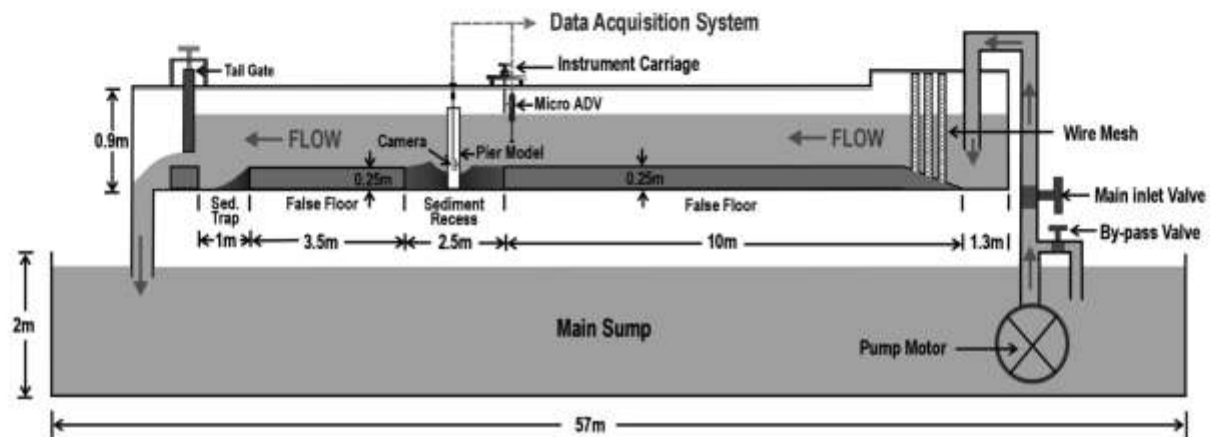 Data Acquisition System
Tail Gate
Instrument Carriage
Micro ADV
0.9m
FLOW
Camera
Pier Model
FLOW
Wire Mesh
0.25m
0.25m
Main inlet Valve
Sed. Trap
False Floor
Sediment Recess
False Floor
By-pass Valve
1m
3.5m
2.5m
10m
1.3m
2m
Main Sump
Pump Motor
57m